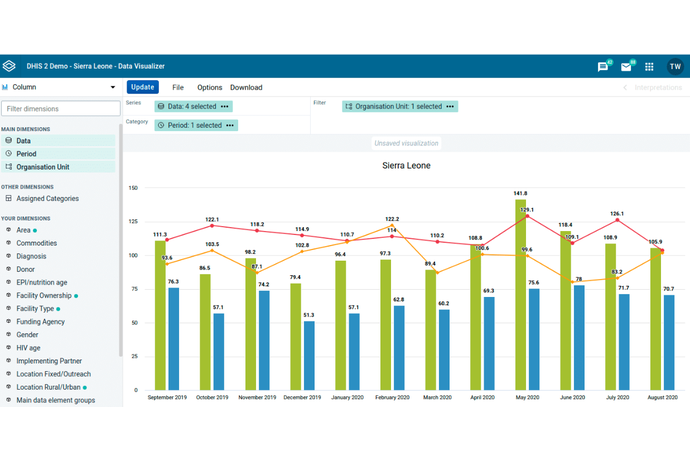 DHIS 2 Demo - Sierra Leone - Data Visualizer
TW
Column
Update File Options Download
Interpretations
Filter dimensions
Series
Data: 4 selected •••
Filter
Organisation Unit: 1 selected •••
Category
Period: 1 selected •••
MAIN DIMENSIONS
Data
Period
Organisation Unit
OTHER DIMENSIONS
Assigned Categories
YOUR DIMENSIONS
Area
Commodities
Diagnosis
Donor
EPI/nutrition age
Facility Ownership
Facility Type
Funding Agency
Gender
HIV age
Implementing Partner
Location Fixed/Outreach
Location Rural/Urban
Main data element groups
Unsaved visualization
Sierra Leone
150
125
100
75
50
25
0
111.3 93.6 76.3
122.1 103.5 86.5 57.1
118.2 98.2 87.1 74.2
114.9 102.8 79.4 51.3
110.7 96.4 57.1
122.2 114 97.3 62.8
110.2 89.4 60.2
108.8 100.6 69.3
141.8 129.1 99.6 75.6
118.4 109.1 78 78
126.1 108.9 83.2 71.7
105.9 70.7
September 2019 October 2019 November 2019 December 2019 January 2020 February 2020 March 2020 April 2020 May 2020 June 2020 July 2020 August 2020